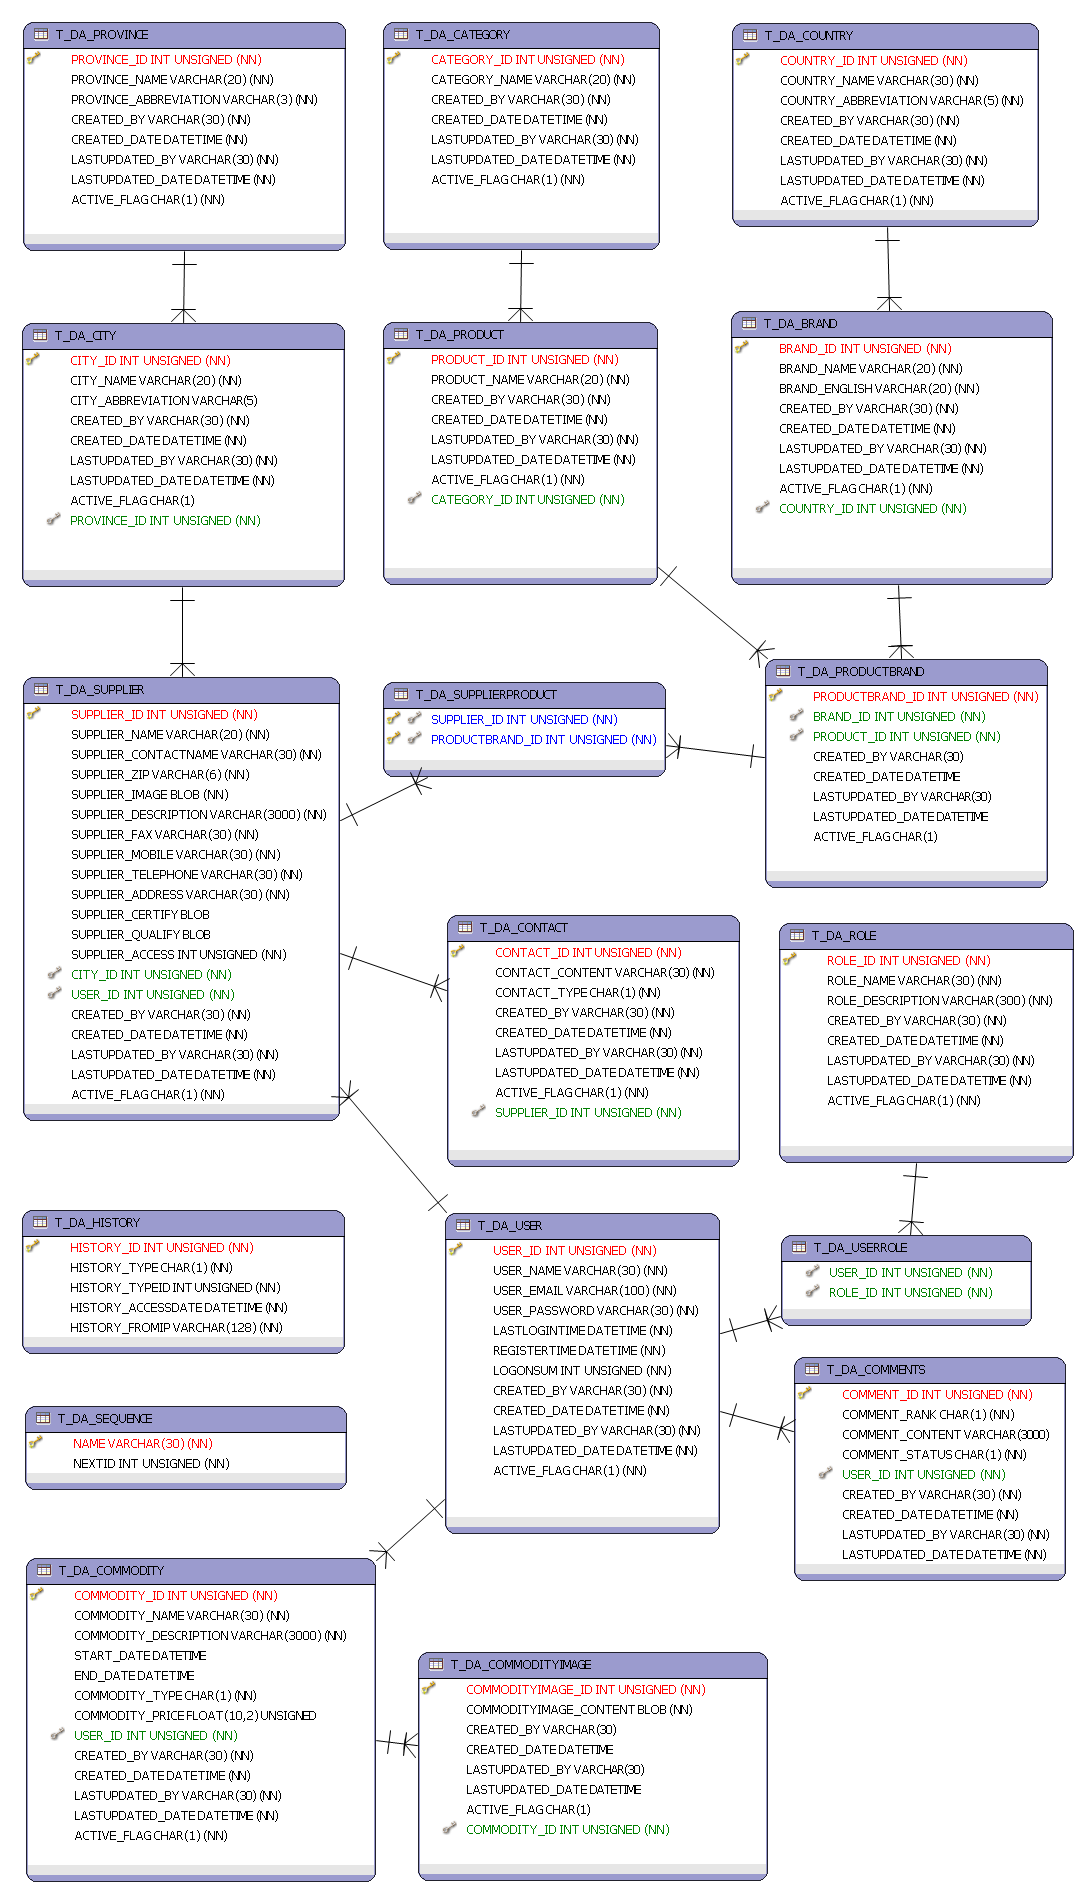 T_DA_PROVINCE
PROVINCE_ID INT UNSIGNED (NN)
PROVINCE_NAME VARCHAR(20) (NN)
PROVINCE_ABBREVIATION VARCHAR(3) (NN)
CREATED_BY VARCHAR(30) (NN)
CREATED_DATE DATETIME (NN)
LASTUPDATED_BY VARCHAR(30) (NN)
LASTUPDATED_DATE DATETIME (NN)
ACTIVE_FLAG CHAR(1) (NN)
T_DA_CATEGORY
CATEGORY_ID INT UNSIGNED (NN)
CATEGORY_NAME VARCHAR(20) (NN)
CREATED_BY VARCHAR(30) (NN)
CREATED_DATE DATETIME (NN)
LASTUPDATED_BY VARCHAR(30) (NN)
LASTUPDATED_DATE DATETIME (NN)
ACTIVE_FLAG CHAR(1) (NN)
T_DA_COUNTRY
COUNTRY_ID INT UNSIGNED (NN)
COUNTRY_NAME VARCHAR(30) (NN)
COUNTRY_ABBREVIATION VARCHAR(5) (NN)
CREATED_BY VARCHAR(30) (NN)
CREATED_DATE DATETIME (NN)
LASTUPDATED_BY VARCHAR(30) (NN)
LASTUPDATED_DATE DATETIME (NN)
ACTIVE_FLAG CHAR(1) (NN)
T_DA_CITY
CITY_ID INT UNSIGNED (NN)
CITY_NAME VARCHAR(20) (NN)
CITY_ABBREVIATION VARCHAR(5)
CREATED_BY VARCHAR(30) (NN)
CREATED_DATE DATETIME (NN)
LASTUPDATED_BY VARCHAR(30) (NN)
LASTUPDATED_DATE DATETIME (NN)
ACTIVE_FLAG CHAR(1)
PROVINCE_ID INT UNSIGNED (NN)
T_DA_PRODUCT
PRODUCT_ID INT UNSIGNED (NN)
PRODUCT_NAME VARCHAR(20) (NN)
CREATED_BY VARCHAR(30) (NN)
CREATED_DATE DATETIME (NN)
LASTUPDATED_BY VARCHAR(30) (NN)
LASTUPDATED_DATE DATETIME (NN)
ACTIVE_FLAG CHAR(1) (NN)
CATEGORY_ID INT UNSIGNED (NN)
T_DA_BRAND
BRAND_ID INT UNSIGNED (NN)
BRAND_NAME VARCHAR(20) (NN)
BRAND_ENGLISH VARCHAR(20) (NN)
CREATED_BY VARCHAR(30) (NN)
CREATED_DATE DATETIME (NN)
LASTUPDATED_BY VARCHAR(30) (NN)
LASTUPDATED_DATE DATETIME (NN)
ACTIVE_FLAG CHAR(1) (NN)
COUNTRY_ID INT UNSIGNED (NN)
T_DA_SUPPLIER
SUPPLIER_ID INT UNSIGNED (NN)
SUPPLIER_NAME VARCHAR(20) (NN)
SUPPLIER_CONTACTNAME VARCHAR(30) (NN)
SUPPLIER_ZIP VARCHAR(6) (NN)
SUPPLIER_IMAGE BLOB (NN)
SUPPLIER_DESCRIPTION VARCHAR(3000) (NN)
SUPPLIER_FAX VARCHAR(30) (NN)
SUPPLIER_MOBILE VARCHAR(30) (NN)
SUPPLIER_TELEPHONE VARCHAR(30) (NN)
SUPPLIER_ADDRESS VARCHAR(30) (NN)
SUPPLIER_CERTIFY BLOB
SUPPLIER_QUALIFY BLOB
SUPPLIER_ACCESS INT UNSIGNED (NN)
CITY_ID INT UNSIGNED (NN)
USER_ID INT UNSIGNED (NN)
CREATED_BY VARCHAR(30) (NN)
CREATED_DATE DATETIME (NN)
LASTUPDATED_BY VARCHAR(30) (NN)
LASTUPDATED_DATE DATETIME (NN)
ACTIVE_FLAG CHAR(1) (NN)
T_DA_SUPPLIERPRODUCT
SUPPLIER_ID INT UNSIGNED (NN)
PRODUCTBRAND_ID INT UNSIGNED (NN)
T_DA_PRODUCTBRAND
PRODUCTBRAND_ID INT UNSIGNED (NN)
BRAND_ID INT UNSIGNED (NN)
PRODUCT_ID INT UNSIGNED (NN)
CREATED_BY VARCHAR(30)
CREATED_DATE DATETIME
LASTUPDATED_BY VARCHAR(30)
LASTUPDATED_DATE DATETIME
ACTIVE_FLAG CHAR(1)
T_DA_CONTACT
CONTACT_ID INT UNSIGNED (NN)
CONTACT_CONTENT VARCHAR(30) (NN)
CONTACT_TYPE CHAR(1) (NN)
CREATED_BY VARCHAR(30) (NN)
CREATED_DATE DATETIME (NN)
LASTUPDATED_BY VARCHAR(30) (NN)
LASTUPDATED_DATE DATETIME (NN)
ACTIVE_FLAG CHAR(1) (NN)
SUPPLIER_ID INT UNSIGNED (NN)
T_DA_ROLE
ROLE_ID INT UNSIGNED (NN)
ROLE_NAME VARCHAR(30) (NN)
ROLE_DESCRIPTION VARCHAR(300) (NN)
CREATED_BY VARCHAR(30) (NN)
CREATED_DATE DATETIME (NN)
LASTUPDATED_BY VARCHAR(30) (NN)
LASTUPDATED_DATE DATETIME (NN)
ACTIVE_FLAG CHAR(1) (NN)
T_DA_HISTORY
HISTORY_ID INT UNSIGNED (NN)
HISTORY_TYPE CHAR(1) (NN)
HISTORY_TYPEID INT UNSIGNED (NN)
HISTORY_ACCESSDATE DATETIME (NN)
HISTORY_FROMIP VARCHAR(128) (NN)
T_DA_USER
USER_ID INT UNSIGNED (NN)
USER_NAME VARCHAR(30) (NN)
USER_EMAIL VARCHAR(100) (NN)
USER_PASSWORD VARCHAR(30) (NN)
LASTLOGINTIME DATETIME (NN)
REGISTERTIME DATETIME (NN)
LOGONSUM INT UNSIGNED (NN)
CREATED_BY VARCHAR(30) (NN)
CREATED_DATE DATETIME (NN)
LASTUPDATED_BY VARCHAR(30) (NN)
LASTUPDATED_DATE DATETIME (NN)
ACTIVE_FLAG CHAR(1) (NN)
T_DA_USERROLE
USER_ID INT UNSIGNED (NN)
ROLE_ID INT UNSIGNED (NN)
T_DA_COMMENTS
COMMENT_ID INT UNSIGNED (NN)
COMMENT_RANK CHAR(1) (NN)
COMMENT_CONTENT VARCHAR(3000)
COMMENT_STATUS CHAR(1) (NN)
USER_ID INT UNSIGNED (NN)
CREATED_BY VARCHAR(30) (NN)
CREATED_DATE DATETIME (NN)
LASTUPDATED_BY VARCHAR(30) (NN)
LASTUPDATED_DATE DATETIME (NN)
T_DA_SEQUENCE
NAME VARCHAR(30) (NN)
NEXTID INT UNSIGNED (NN)
T_DA_COMMODITY
COMMODITY_ID INT UNSIGNED (NN)
COMMODITY_NAME VARCHAR(30) (NN)
COMMODITY_DESCRIPTION VARCHAR(3000) (NN)
START_DATE DATETIME
END_DATE DATETIME
COMMODITY_TYPE CHAR(1) (NN)
COMMODITY_PRICE FLOAT(10,2) UNSIGNED
USER_ID INT UNSIGNED (NN)
CREATED_BY VARCHAR(30) (NN)
CREATED_DATE DATETIME (NN)
LASTUPDATED_BY VARCHAR(30) (NN)
LASTUPDATED_DATE DATETIME (NN)
ACTIVE_FLAG CHAR(1) (NN)
T_DA_COMMODITYIMAGE
COMMODITYIMAGE_ID INT UNSIGNED (NN)
COMMODITYIMAGE_CONTENT BLOB (NN)
CREATED_BY VARCHAR(30)
CREATED_DATE DATETIME
LASTUPDATED_BY VARCHAR(30)
LASTUPDATED_DATE DATETIME
ACTIVE_FLAG CHAR(1)
COMMODITY_ID INT UNSIGNED (NN)